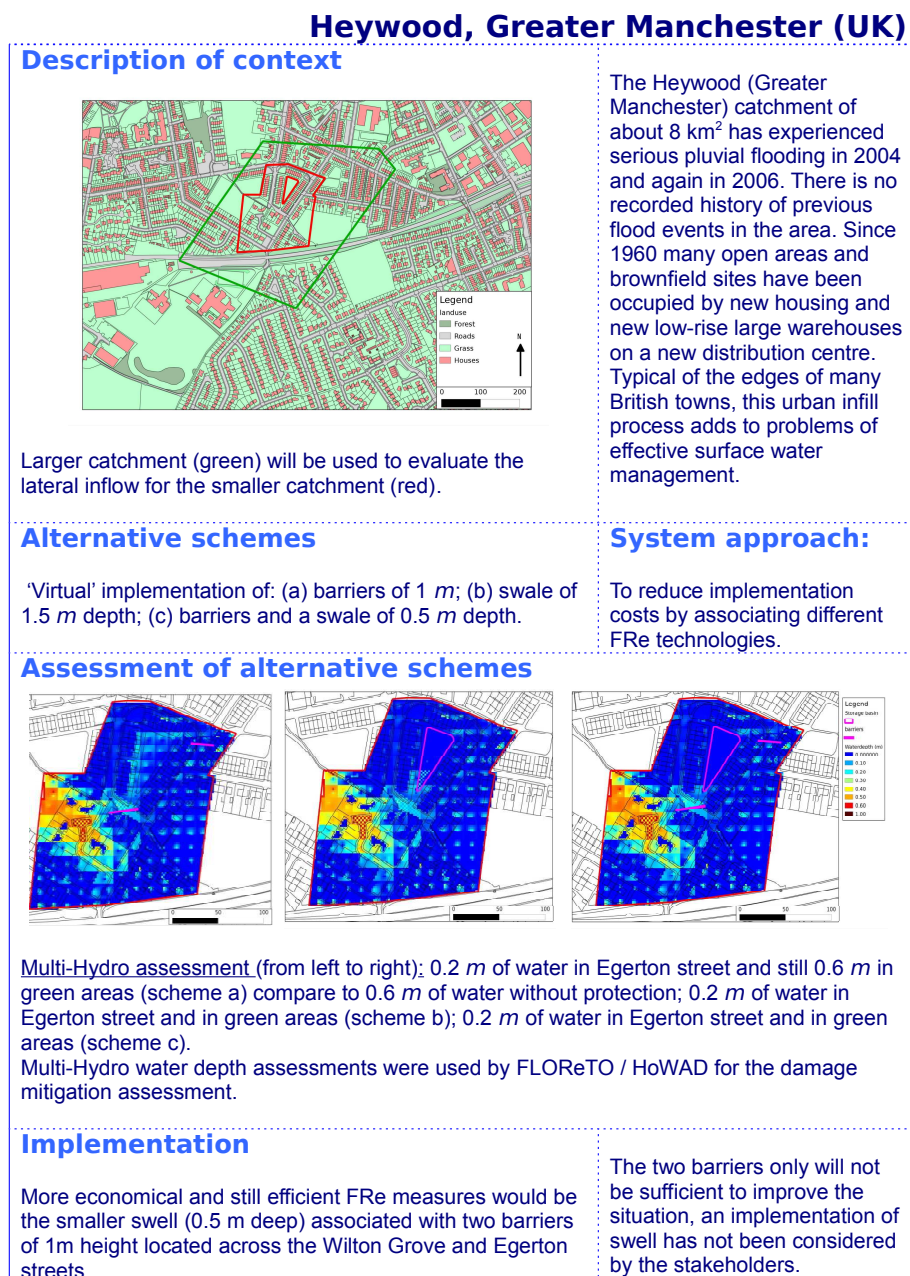 Heywood, Greater Manchester (UK)
Description of context
Legend
landuse
Forest
Roads
Grass
Houses
N
0 100 200
Larger catchment (green) will be used to evaluate the
lateral inflow for the smaller catchment (red).
The Heywood (Greater
Manchester) catchment of
about 8 km² has experienced
serious pluvial flooding in 2004
and again in 2006. There is no
recorded history of previous
flood events in the area. Since
1960 many open areas and
brownfield sites have been
occupied by new housing and
new low-rise large warehouses
on a new distribution centre.
Typical of the edges of many
British towns, this urban infill
process adds to problems of
effective surface water
management.
Alternative schemes
‘Virtual’ implementation of: (a) barriers of 1 m; (b) swale of
1.5 m depth; (c) barriers and a swale of 0.5 m depth.
System approach:
To reduce implementation
costs by associating different
FRe technologies.
Assessment of alternative schemes
0 50 100
0 50 100
0 50 100
Legend
Storage basin
barriers
Waterdepth (m)
0.000000
0.10
0.20
0.30
0.40
0.50
0.60
1.00
Multi-Hydro assessment (from left to right): 0.2 m of water in Egerton street and still 0.6 m in
green areas (scheme a) compare to 0.6 m of water without protection; 0.2 m of water in
Egerton street and in green areas (scheme b); 0.2 m of water in Egerton street and in green
areas (scheme c).
Multi-Hydro water depth assessments were used by FLOReTO / HoWAD for the damage
mitigation assessment.
Implementation
More economical and still efficient FRe measures would be
the smaller swell (0.5 m deep) associated with two barriers
of 1m height located across the Wilton Grove and Egerton
streets
The two barriers only will not
be sufficient to improve the
situation, an implementation of
swell has not been considered
by the stakeholders.